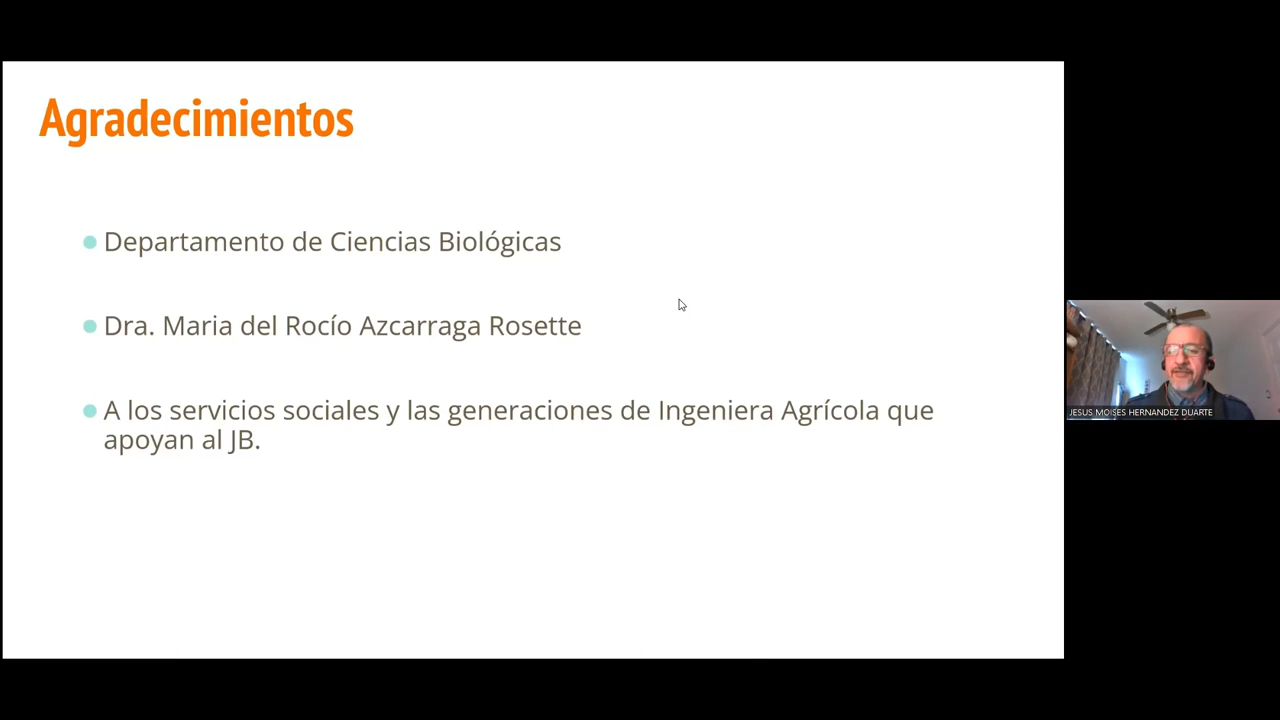 Agradecimientos
Departamento de Ciencias Biológicas
Dra. Maria del Rocío Azcarraga Rosette
A los servicios sociales y las generaciones de Ingeniera Agrícola que
apoyan al JB.
JESUS MOISES HERNANDEZ DUARTE